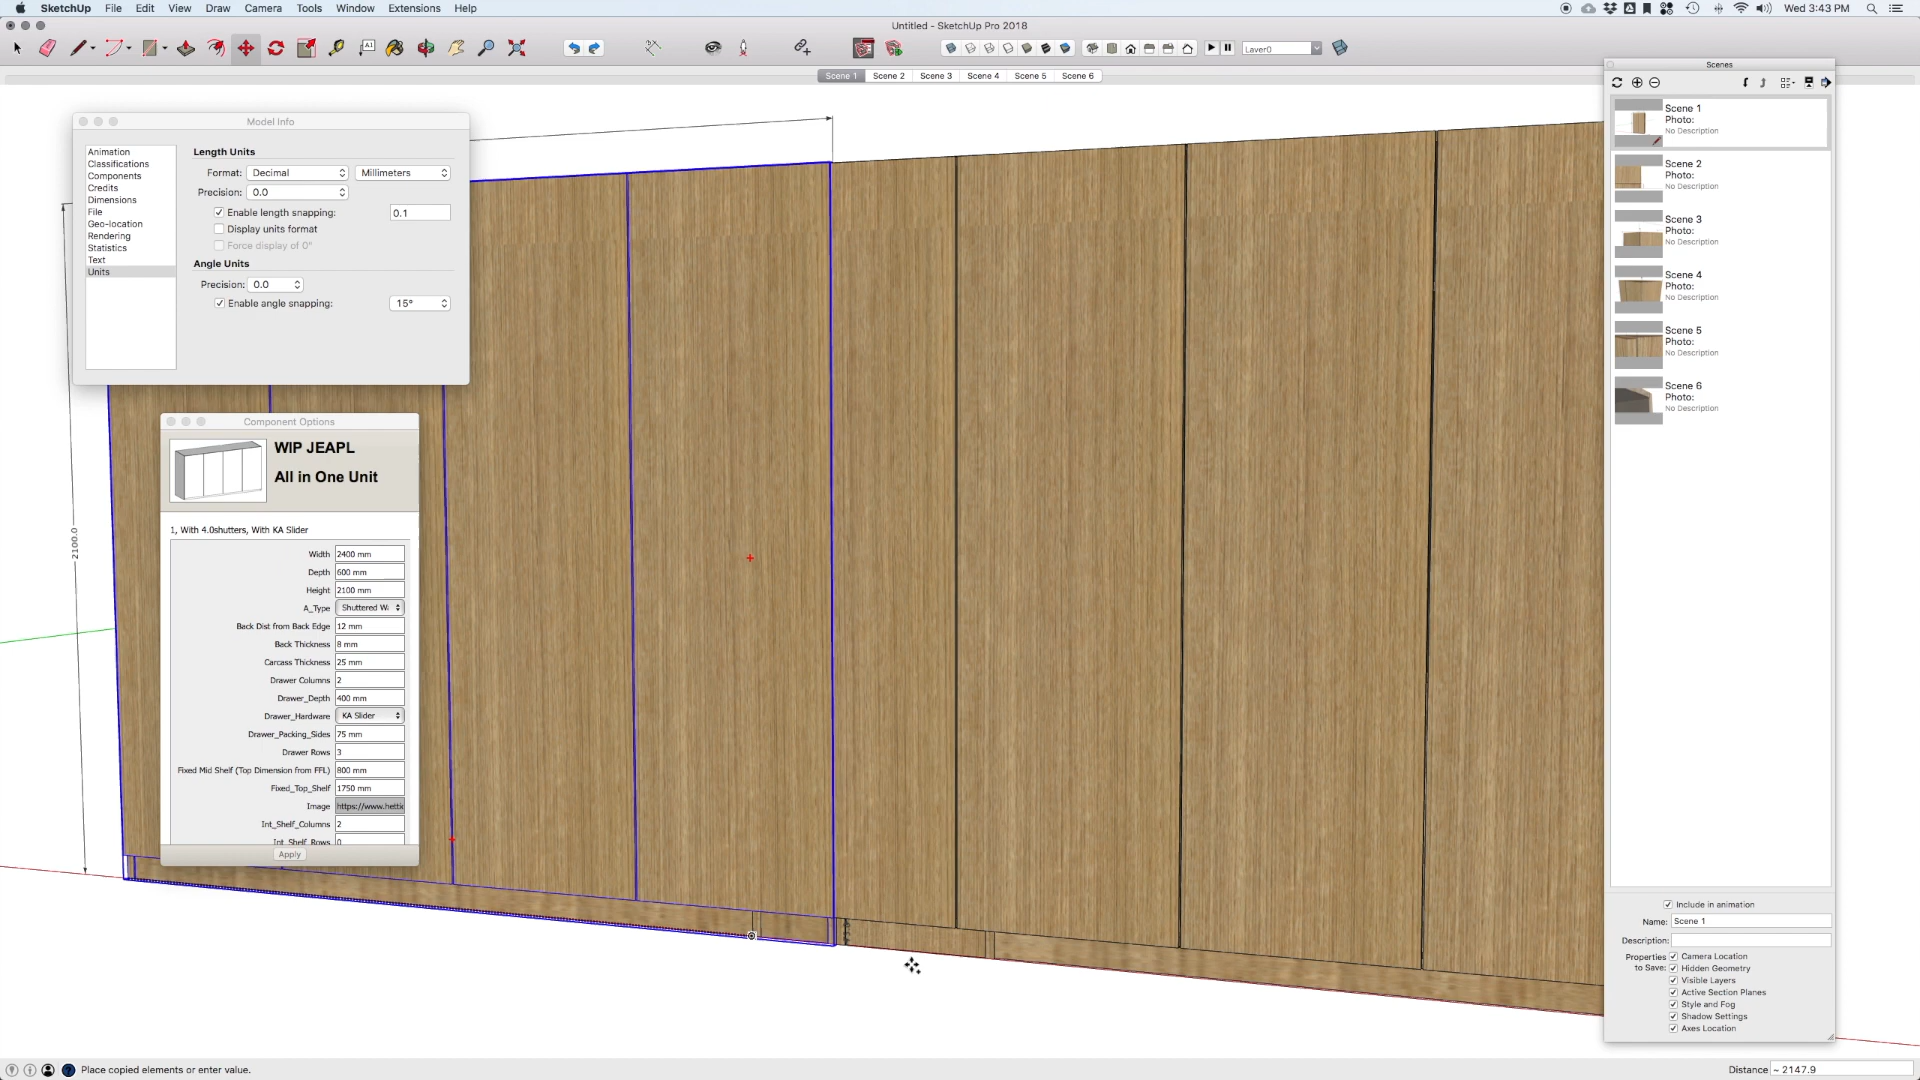 SketchUp File Edit View Draw Camera Tools Window Extensions Help Wed 3:43 PM
Untitled - SketchUp Pro 2018
A1 Layer0
Scene 1 Scene 2 Scene 3 Scene 4 Scene 5 Scene 6
Model Info
Animation
Classifications
Components
Credits
Dimensions
File
Geo-location
Rendering
Statistics
Text
Units
Length Units
Format: Decimal Millimeters
Precision: 0.0
Enable length snapping: 0.1
Display units format
Force display of 0"
Angle Units
Precision: 0.0
Enable angle snapping: 15°
2100.0
Component Options
WIP JEAPL
All in One Unit
1, With 4.0shutters, With KA Slider
Width 2400 mm
Depth 600 mm
Height 2100 mm
A_Type Shuttered W
Back Dist from Back Edge 12 mm
Back Thickness 8 mm
Carcass Thickness 25 mm
Drawer Columns 2
Drawer_Depth 400 mm
Drawer_Hardware KA Slider
Drawer_Packing_Sides 75 mm
Drawer Rows 3
Fixed Mid Shelf (Top Dimension from FFL) 800 mm
Fixed_Top_Shelf 1750 mm
Image https://www.hettic
Int_Shelf_Columns 2
Int_Shelf_Rows 0
Apply
Scenes
Scene 1
Photo:
No Description
Scene 2
Photo:
No Description
Scene 3
Photo:
No Description
Scene 4
Photo:
No Description
Scene 5
Photo:
No Description
Scene 6
Photo:
No Description
Include in animation
Name: Scene 1
Description:
Properties to Save:
Camera Location
Hidden Geometry
Visible Layers
Active Section Planes
Style and Fog
Shadow Settings
Axes Location
Place copied elements or enter value.
Distance ~ 2147.9